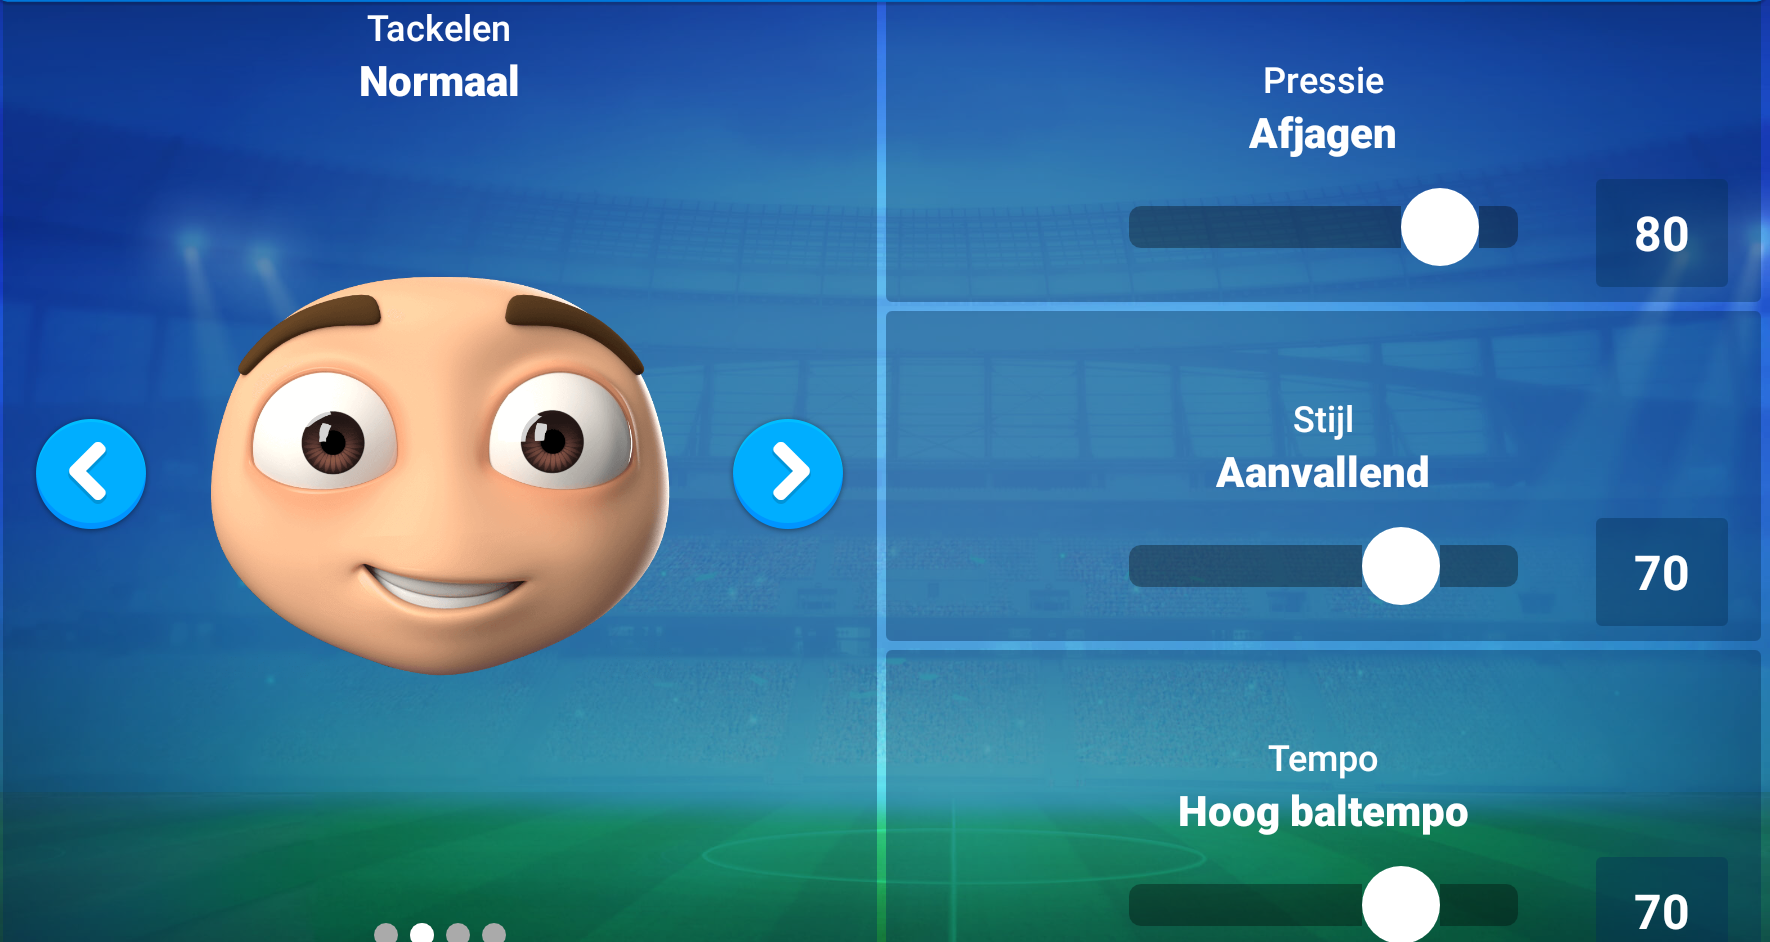 Tackelen
Normaal
Pressie
Afjagen
80
Stijl
Aanvallend
70
Tempo
Hoog baltempo
70